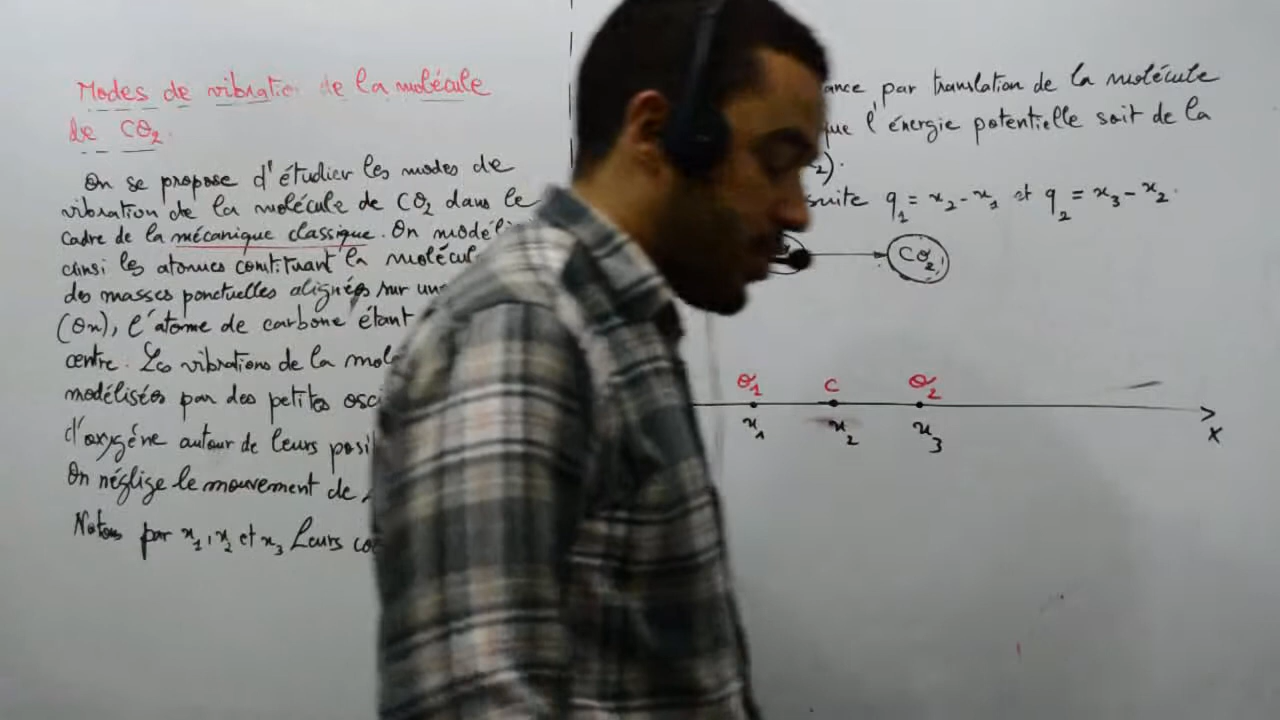 Modes de vibration de la molécule
de CO2.
On se propose d'étudier les modes de
vibration de la molécule de CO2 dans le
cadre de la mécanique classique. On modéli
ainsi les atomes constituant la molécul
des masses ponctuelles alignés sur une
(Ox), l'atome de carbone étant
centre. Les vibrations de la mol
modélisées par des petites osci
d'oxygène autour de leurs posi
On néglige le mouvement de
Notons par x1, x2 et x3 Leurs coo
ance par translation de la molécule
que l'énergie potentielle soit de la
2).
suite q1 = x2 - x1 et q2 = x3 - x2.
CO2
O1 C O2
x1 x2 x3
X